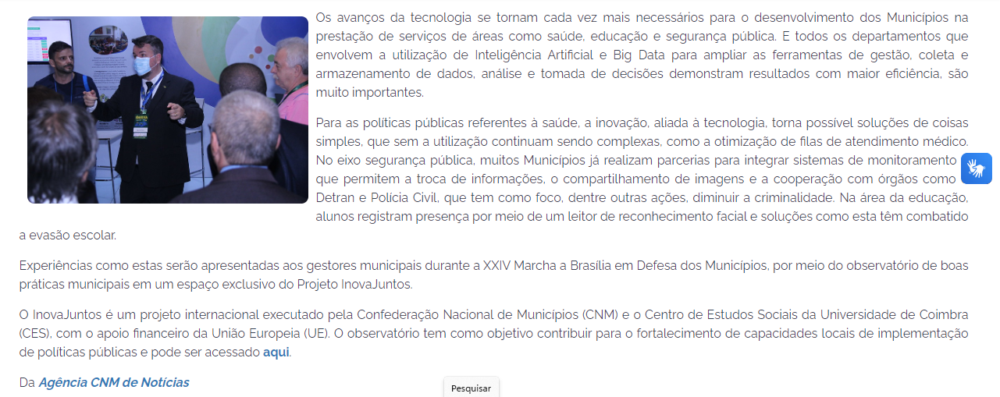 Os avanços da tecnologia se tornam cada vez mais necessários para o desenvolvimento dos Municípios na
prestação de serviços de áreas como saúde, educação e segurança pública. E todos os departamentos que
envolvem a utilização de Inteligência Artificial e Big Data para ampliar as ferramentas de gestão, coleta e
armazenamento de dados, análise e tomada de decisões demonstram resultados com maior eficiência, são
muito importantes.
Para as políticas públicas referentes à saúde, a inovação, aliada à tecnologia, torna possível soluções de coisas
simples, que sem a utilização continuam sendo complexas, como a otimização de filas de atendimento médico.
No eixo segurança pública, muitos Municípios já realizam parcerias para integrar sistemas de monitoramento
que permitem a troca de informações, o compartilhamento de imagens e a cooperação com órgãos como
Detran e Polícia Civil, que tem como foco, dentre outras ações, diminuir a criminalidade. Na área da educação,
alunos registram presença por meio de um leitor de reconhecimento facial e soluções como esta têm combatido
a evasão escolar.
Experiências como estas serão apresentadas aos gestores municipais durante a XXIV Marcha a Brasília em Defesa dos Municípios, por meio do observatório de boas
práticas municipais em um espaço exclusivo do Projeto InovaJuntos.
O InovaJuntos é um projeto internacional executado pela Confederação Nacional de Municípios (CNM) e o Centro de Estudos Sociais da Universidade de Coimbra
(CES), com o apoio financeiro da União Europeia (UE). O observatório tem como objetivo contribuir para o fortalecimento de capacidades locais de implementação
de políticas públicas e pode ser acessado aqui.
Da Agência CNM de Notícias
Pesquisar